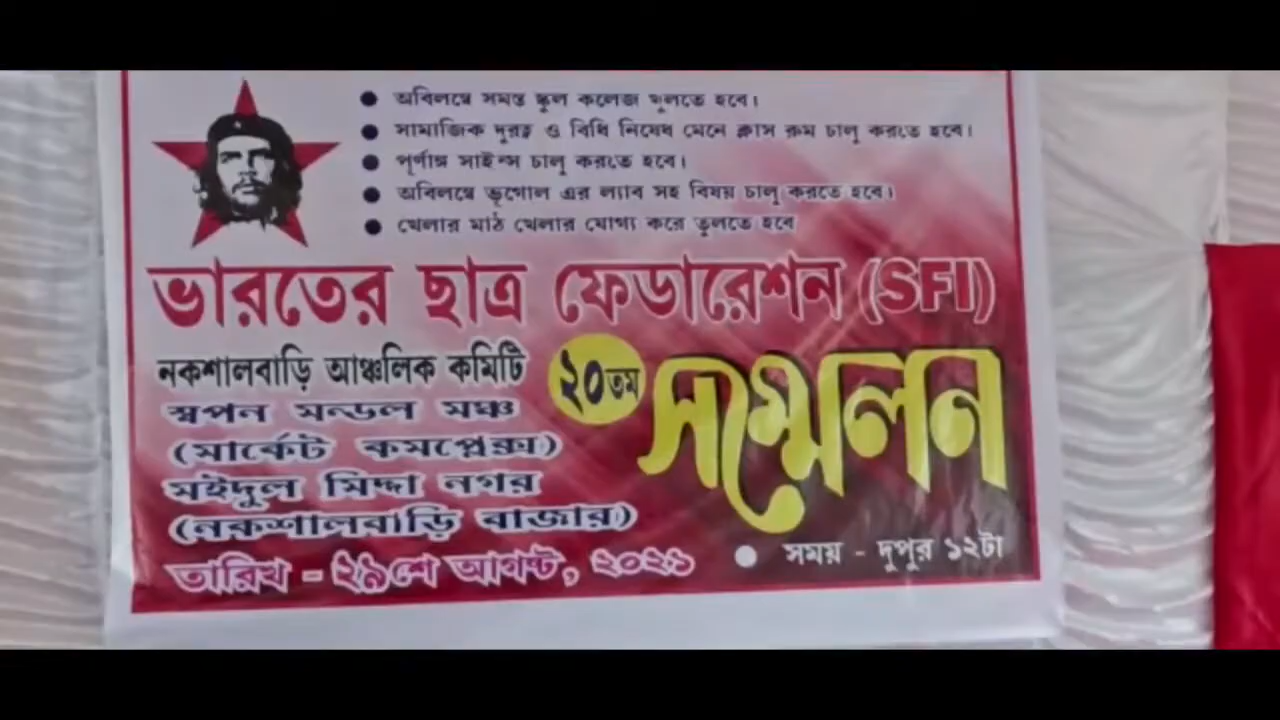 ● অবিলম্বে সমস্ত স্কুল কলেজ খুলতে হবে।
● সামাজিক দুরত্ব ও বিধি নিষেধ মেনে ক্লাস রুম চালু করতে হবে।
● পূর্ণাঙ্গ সাইন্স চালু করতে হবে।
● অবিলম্বে ভূগোল এর ল্যাব সহ বিষয় চালু করতে হবে।
● খেলার মাঠ খেলার যোগ্য করে তুলতে হবে
ভারতের ছাত্র ফেডারেশন (SFI)
নকশালবাড়ি আঞ্চলিক কমিটি
২০তম সম্মেলন
স্বপন মন্ডল মঞ্চ
(মার্কেট কমপ্লেক্স)
মইদুল মিদ্দা নগর
(নকশালবাড়ি বাজার)
তারিখ - ২৯শে আগস্ট, ২০২১
● সময় - দুপুর ১২টা